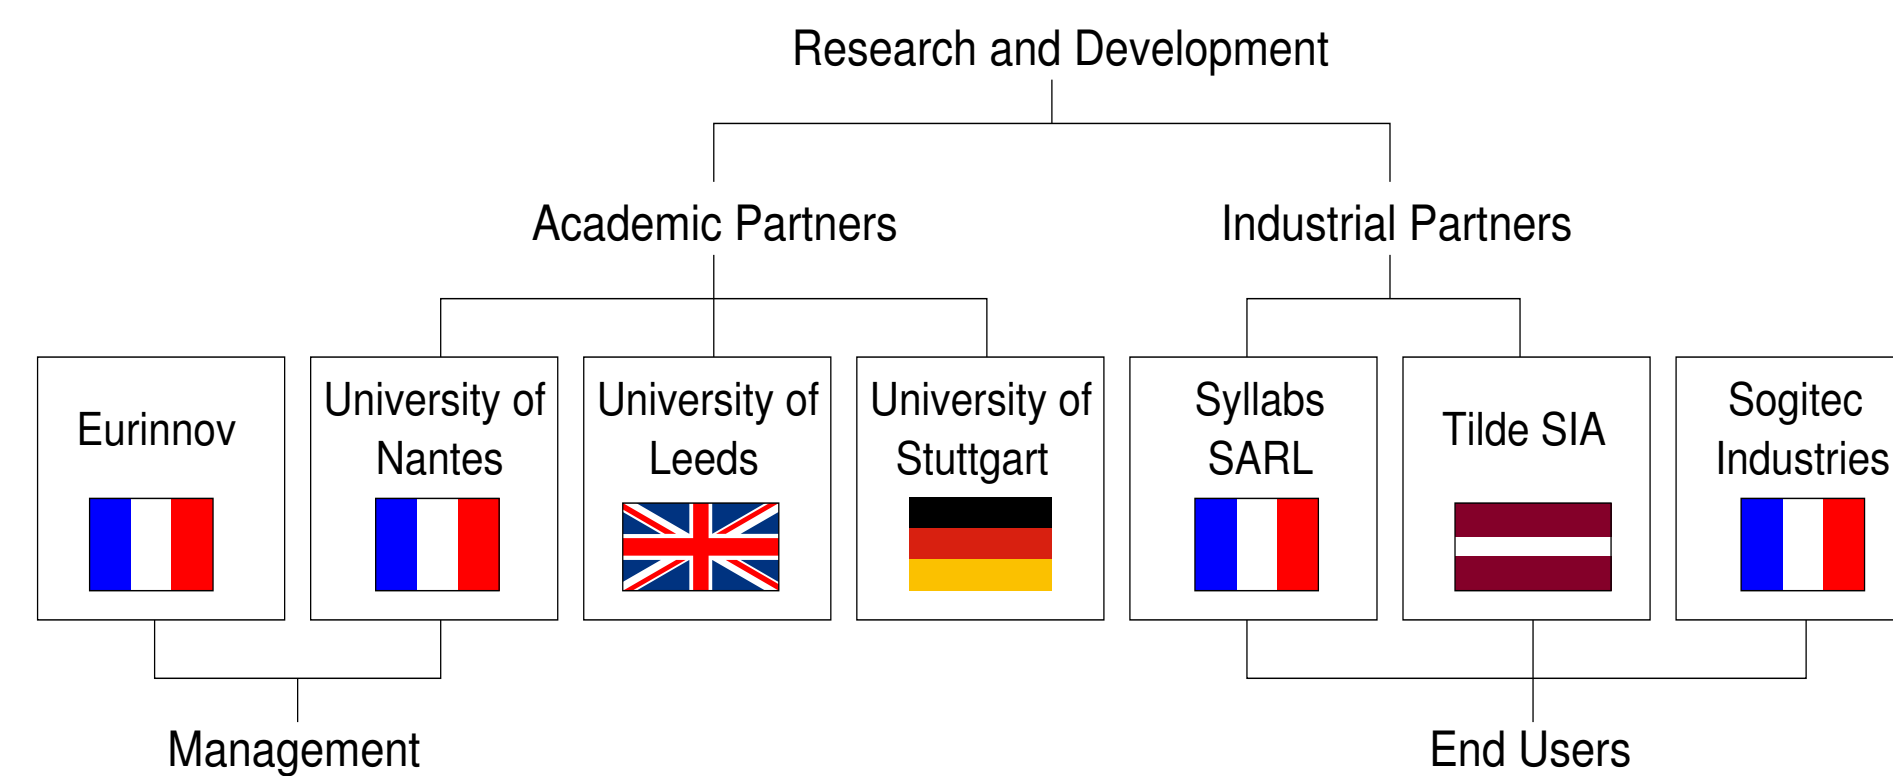 Research and Development
Academic Partners
Industrial Partners
Eurinnov
University of
Nantes
University of
Leeds
University of
Stuttgart
Syllabs
SARL
Tilde SIA
Sogitec
Industries
Management
End Users